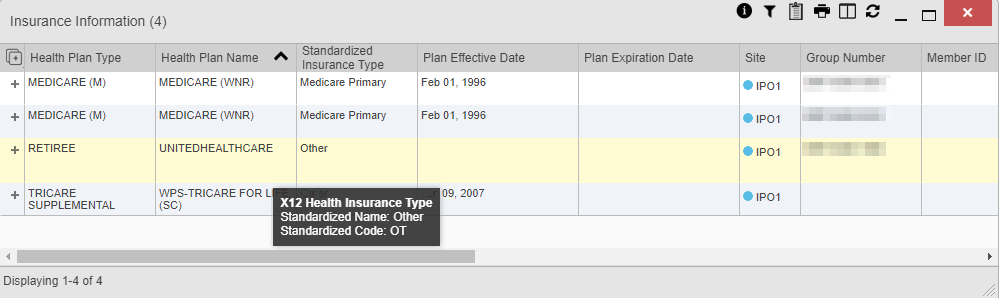 Insurance Information (4)
Health Plan Type Health Plan Name Standardized Insurance Type Plan Effective Date Plan Expiration Date Site Group Number Member ID
MEDICARE (M) MEDICARE (WNR) Medicare Primary Feb 01, 1996 IPO1
MEDICARE (M) MEDICARE (WNR) Medicare Primary Feb 01, 1996 IPO1
RETIREE UNITEDHEALTHCARE Other IPO1
TRICARE WPS-TRICARE FOR LIFE 09, 2007 IPO1
SUPPLEMENTAL (SC)
X12 Health Insurance Type
Standardized Name: Other
Standardized Code: OT
Displaying 1-4 of 4